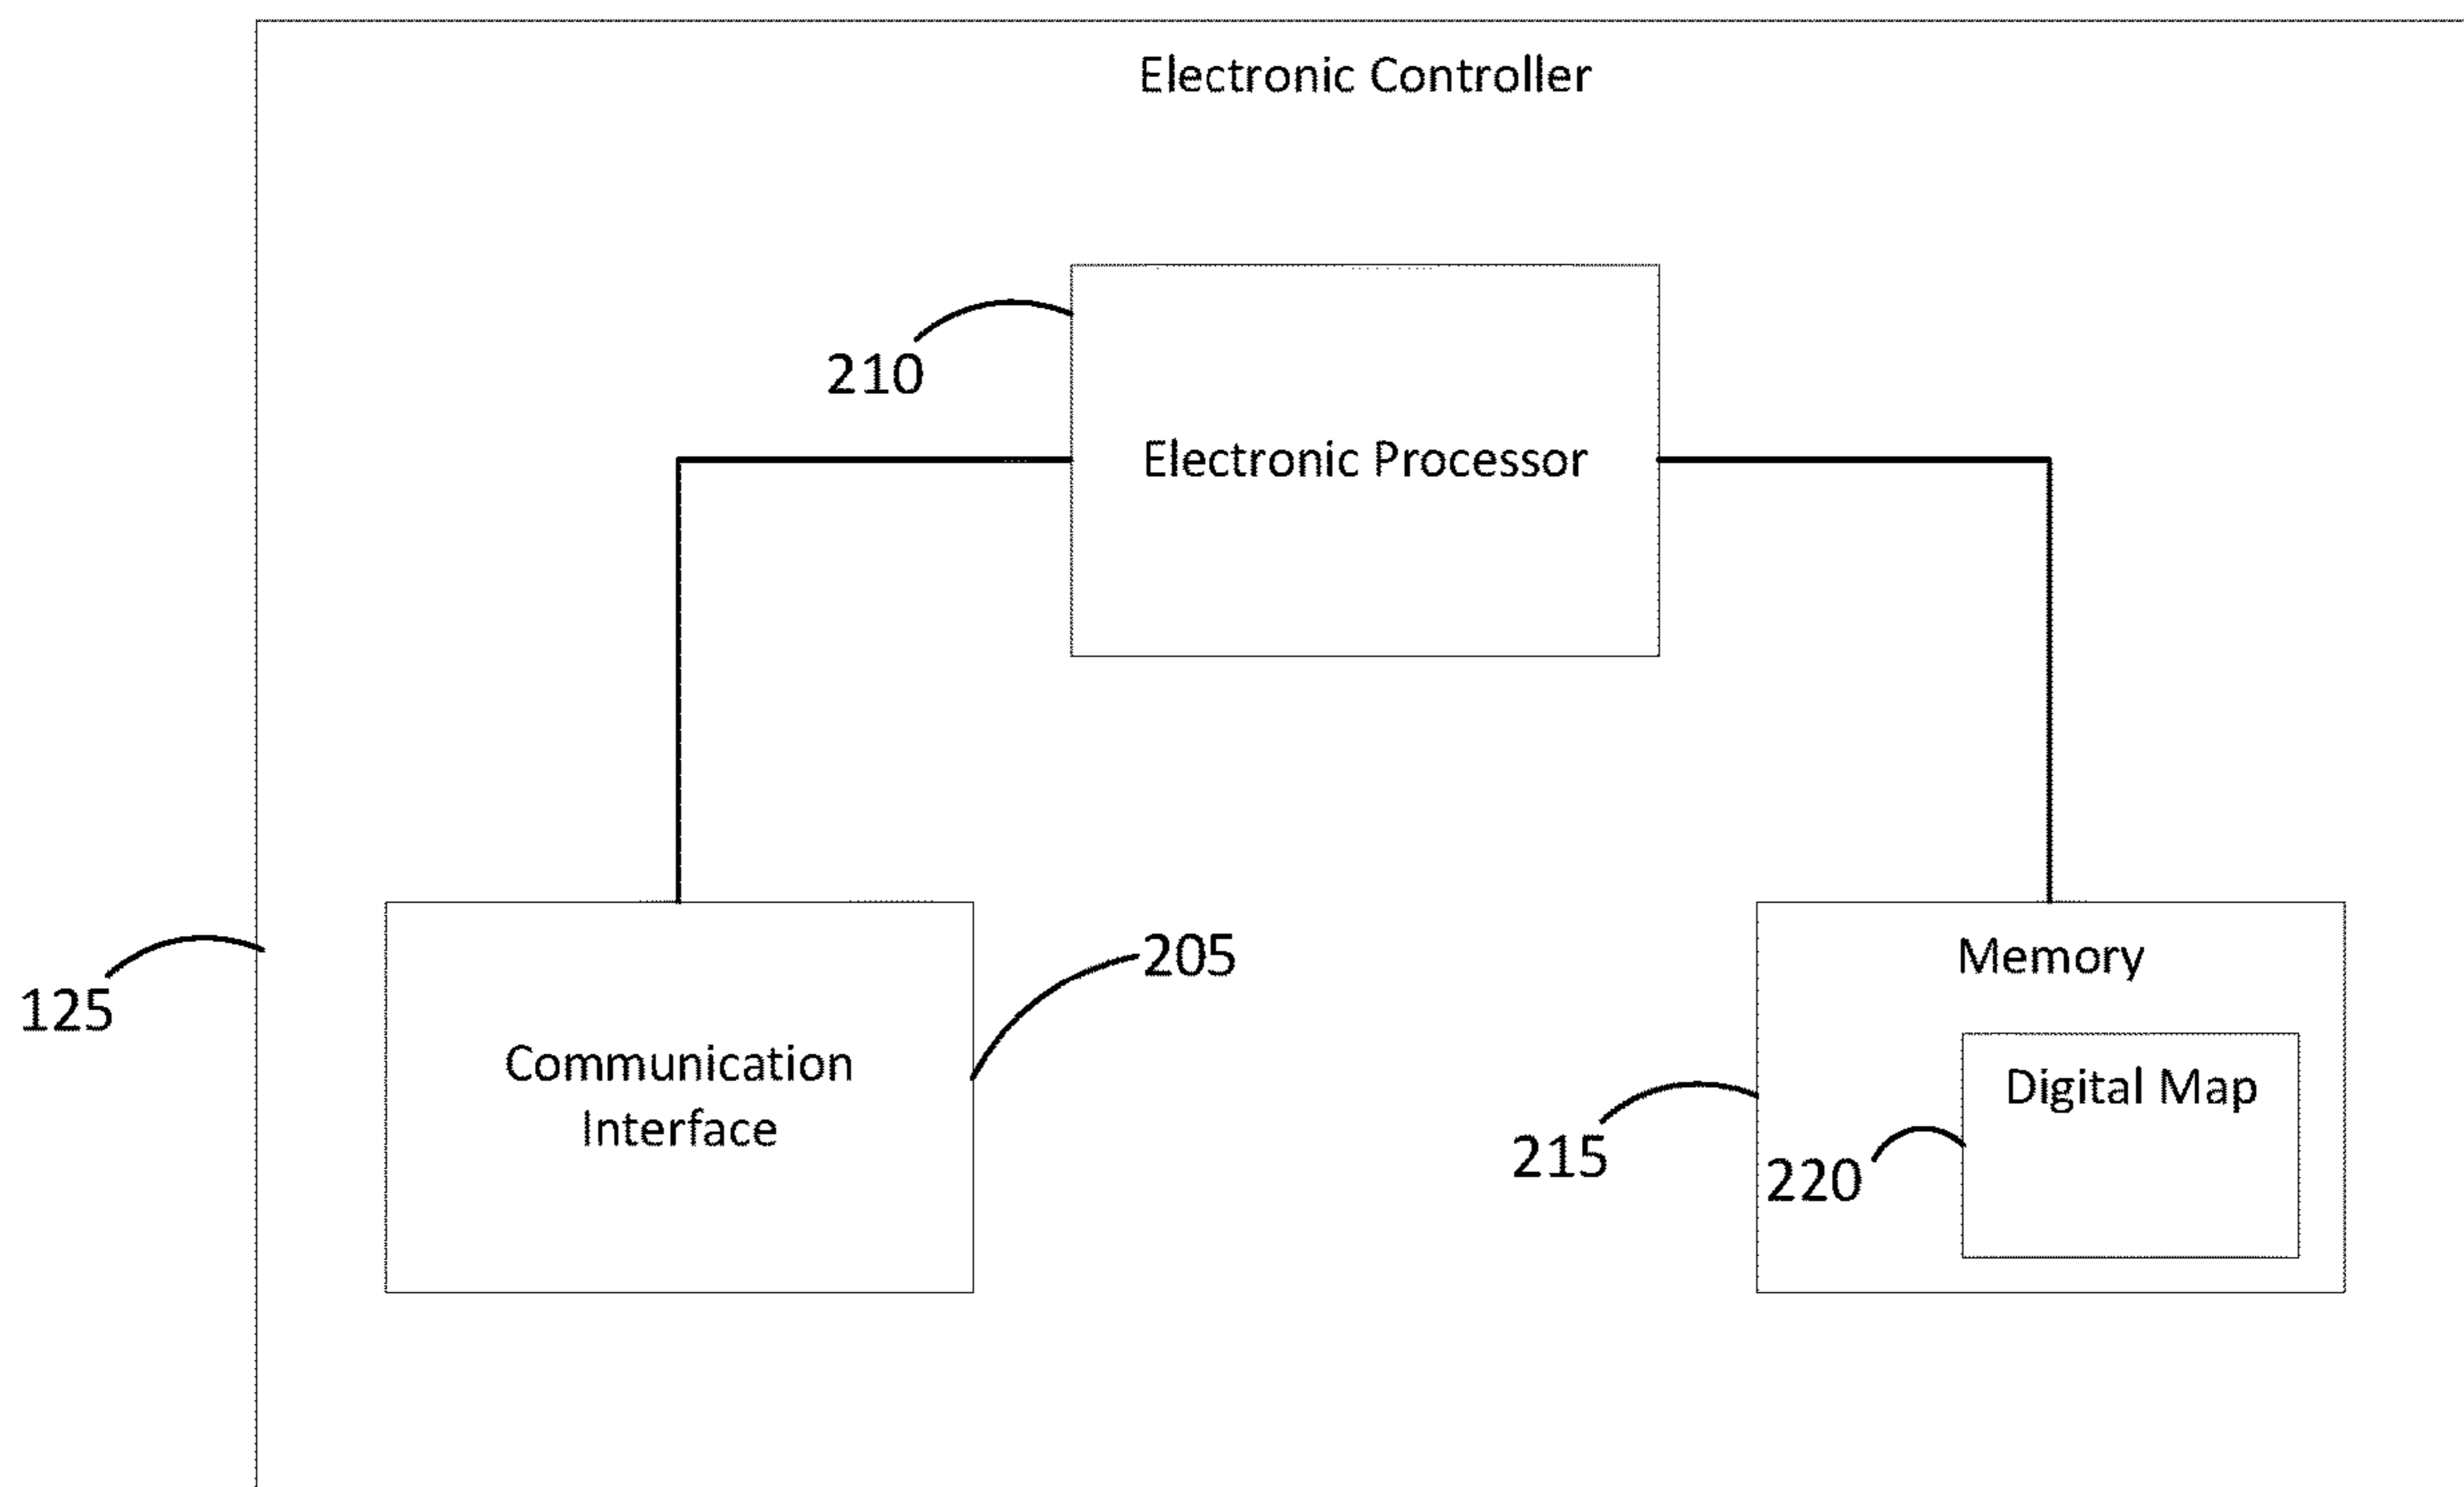 Electronic Controller
210
Electronic Processor
205
Memory
125
Communication
Interface
Digital Map
215
220